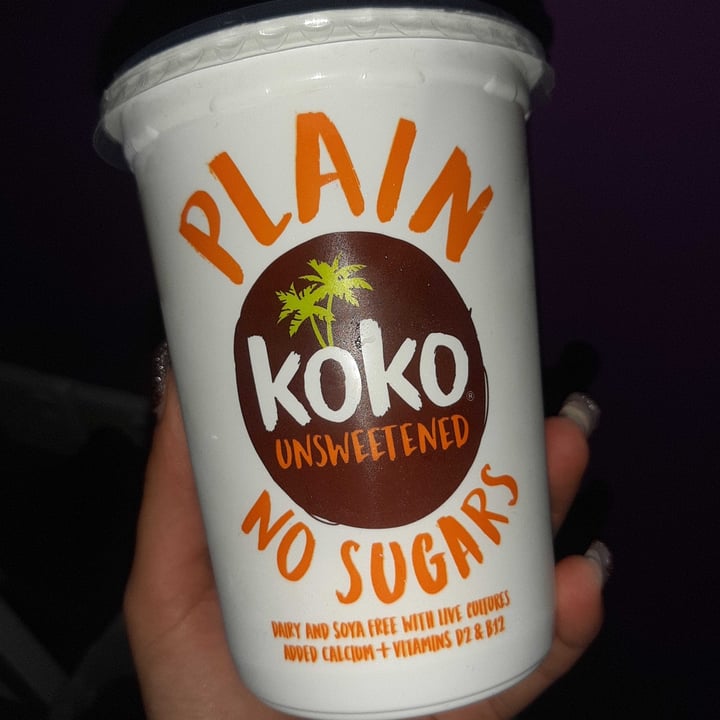 PLAIN
koko®
UNSWEETENED
NO SUGARS
DAIRY AND SOYA FREE WITH LIVE CULTURES
ADDED CALCIUM + VITAMINS D2 & B12